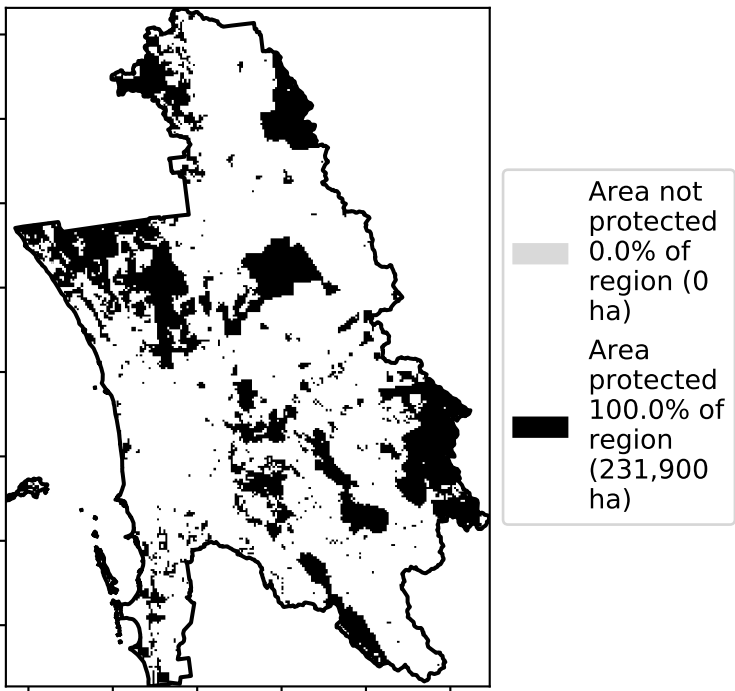 Area not
protected
0.0% of
region (0
ha)
Area
protected
100.0% of
region
(231,900
ha)